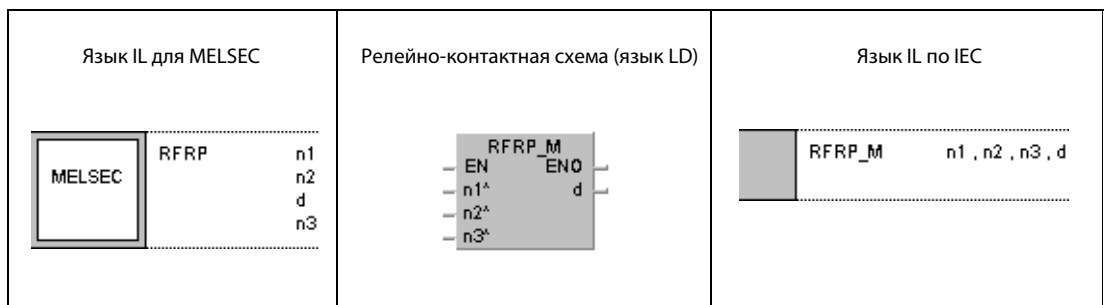 Язык IL для MELSEC
Релейно-контактная схема (язык LD)
Язык IL по IEC
MELSEC
RFRP n1
n2
d
n3
RFRP_M
EN ENO
n1^ d
n2^
n3^
RFRP_M n1 , n2 , n3 , d